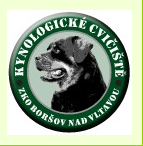 KYNOLOGICKÉ CVIČIŠTĚ
ZKO BORŠOV NAD VLTAVOU